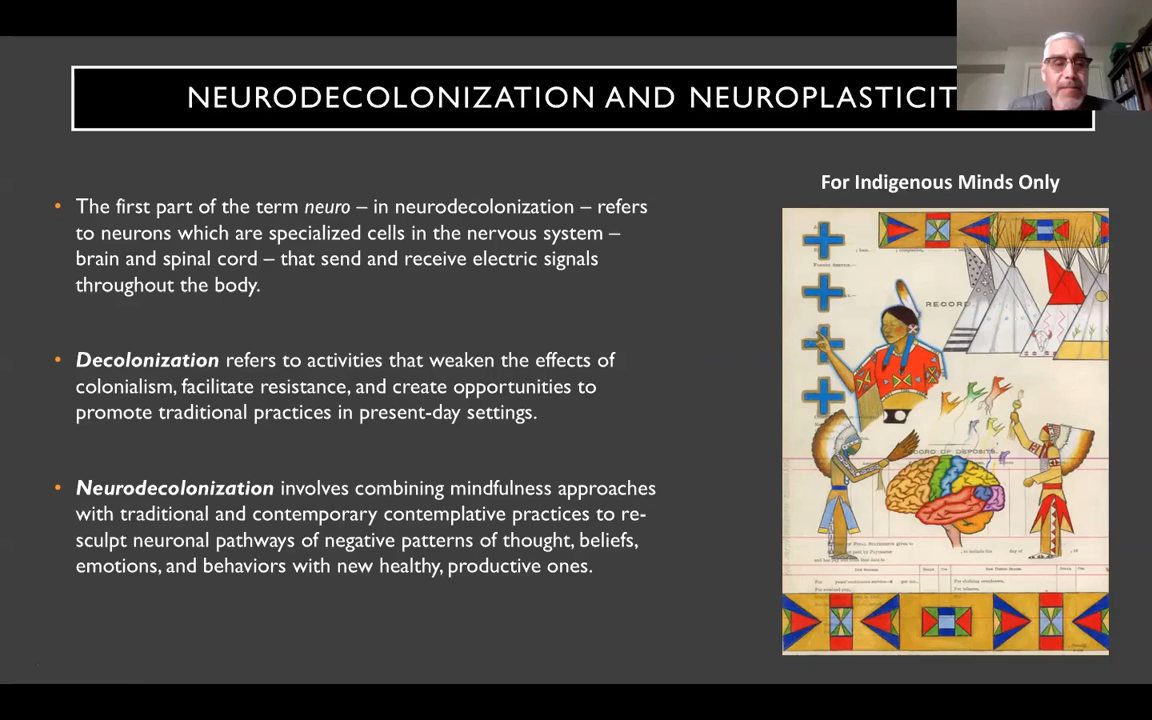 NEURODECOLONIZATION AND NEUROPLASTICIT
For Indigenous Minds Only
• The first part of the term neuro – in neurodecolonization – refers
to neurons which are specialized cells in the nervous system –
brain and spinal cord – that send and receive electric signals
throughout the body.
• Decolonization refers to activities that weaken the effects of
colonialism, facilitate resistance, and create opportunities to
promote traditional practices in present-day settings.
• Neurodecolonization involves combining mindfulness approaches
with traditional and contemporary contemplative practices to re-
sculpt neuronal pathways of negative patterns of thought, beliefs,
emotions, and behaviors with new healthy, productive ones.
RECORD
OF DEPOSITS.